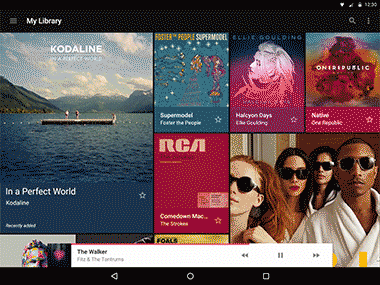 12:30
My Library
KODALINE
IN A PERFECT WORLD
FOSTER THE PEOPLE SUPERMODEL
ELLIE GOULDING
ONEREPUBLIC
Supermodel
Foster the People
Halcyon Days
Ellie Goulding
Native
One Republic
RCA
In a Perfect World
Kodaline
Recently added
Comedown Mac...
The Strokes
FOALS
The Walker
Fitz & The Tantrums